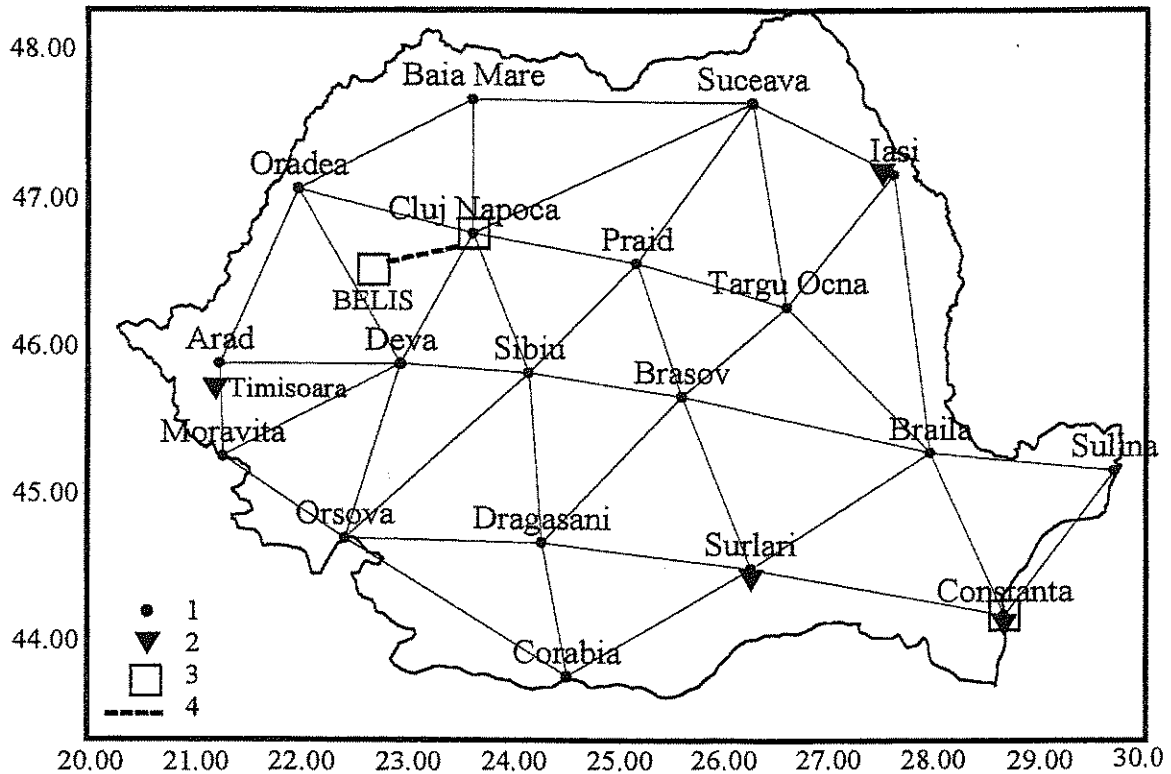 48.00
Baia Mare
Suceava
Iasi
Oradea
47.00
Cluj Napoca
Praid
Targu Ocna
BELIS
46.00
Arad
Deva
Sibiu
Brasov
Timisoara
Moravita
Braila
Sulina
45.00
Orsova
Dragasani
Surlari
Constanta
1
44.00
2
Corabia
3
4
20.00 21.00 22.00 23.00 24.00 25.00 26.00 27.00 28.00 29.00 30.0